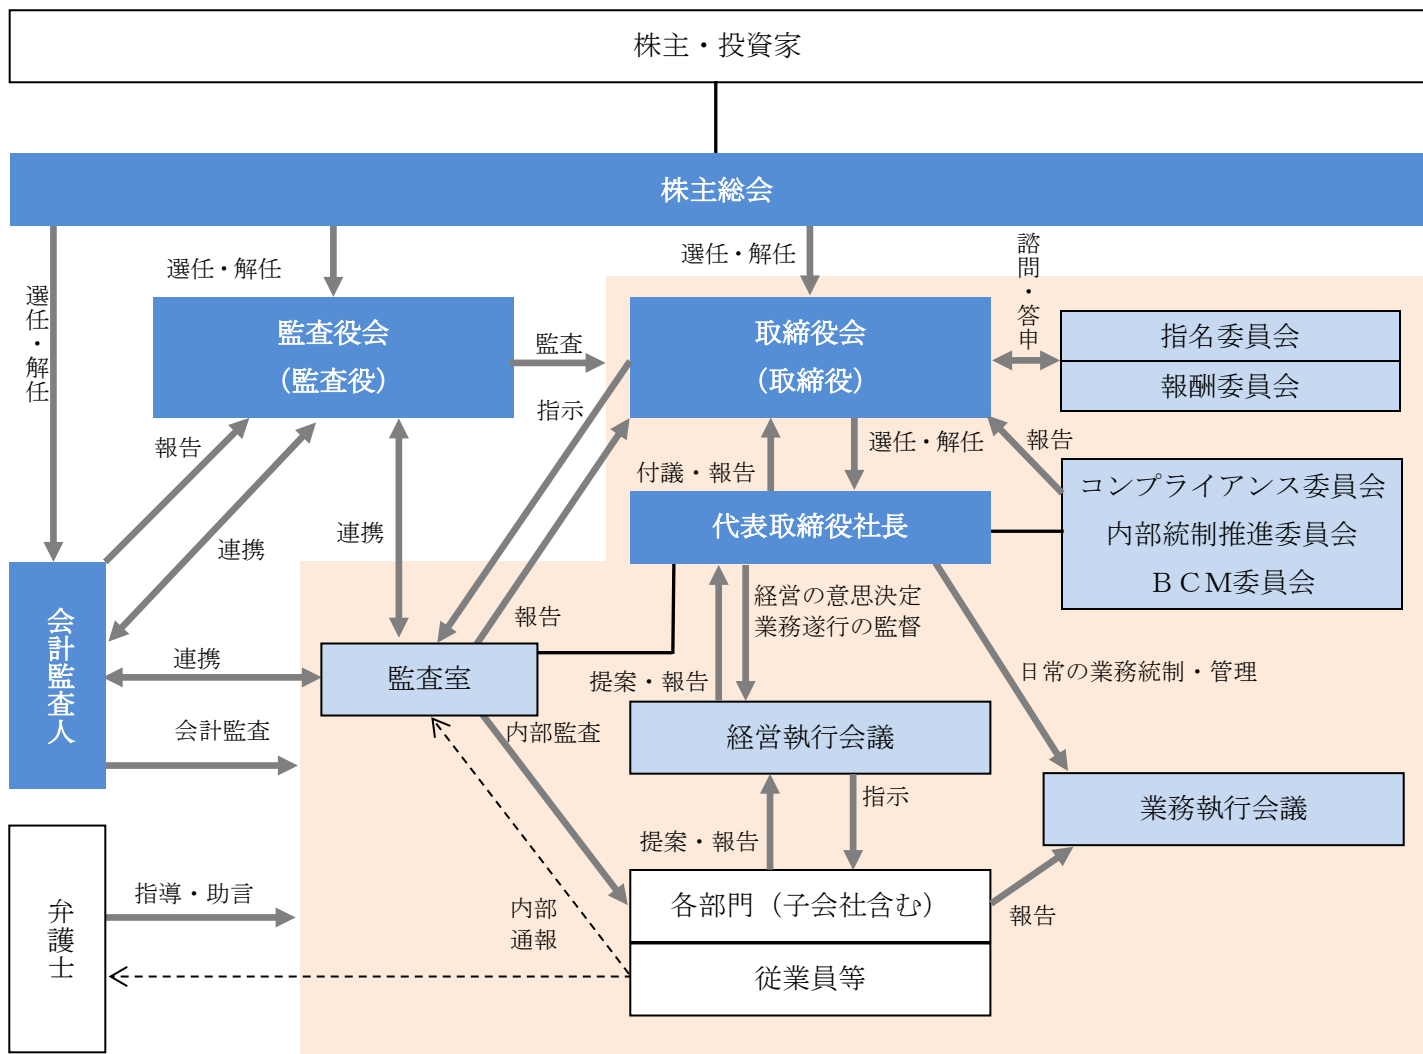 株主・投資家
株主総会
選任・解任
選任・解任
選任・解任
諮問・答申
監査役会
（監査役）
監査
取締役会
（取締役）
指名委員会
報酬委員会
指示
報告
連携
連携
付議・報告
選任・解任
報告
コンプライアンス委員会
内部統制推進委員会
ＢＣＭ委員会
代表取締役社長
会計監査人
連携
報告
経営の意思決定
業務遂行の監督
監査室
提案・報告
日常の業務統制・管理
会計監査
内部監査
経営執行会議
指示
業務執行会議
提案・報告
弁護士
指導・助言
内部
通報
各部門（子会社含む）
報告
従業員等